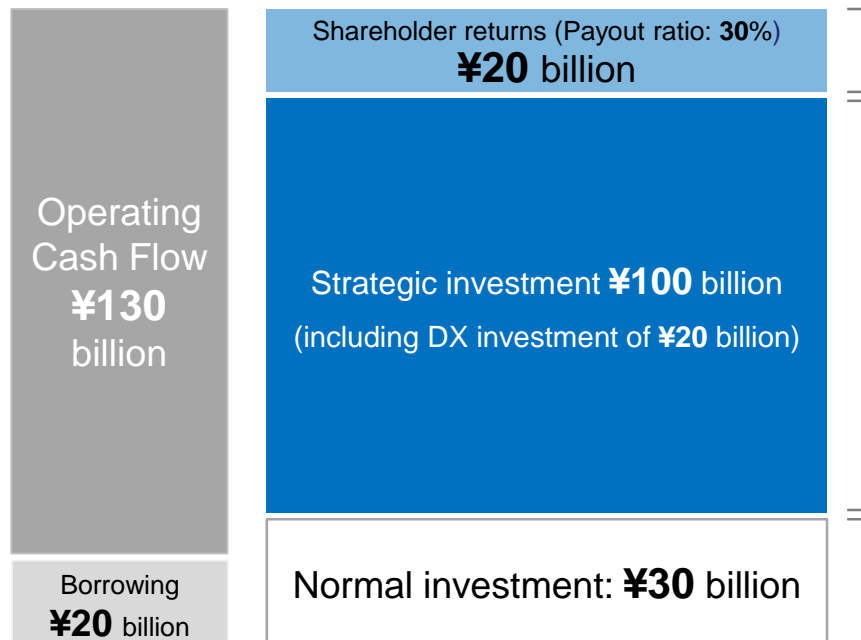 Operating
Cash Flow
¥130
billion
Borrowing
¥20 billion
Shareholder returns (Payout ratio: 30%)
¥20 billion
Strategic investment ¥100 billion
(including DX investment of ¥20 billion)
Normal investment: ¥30 billion